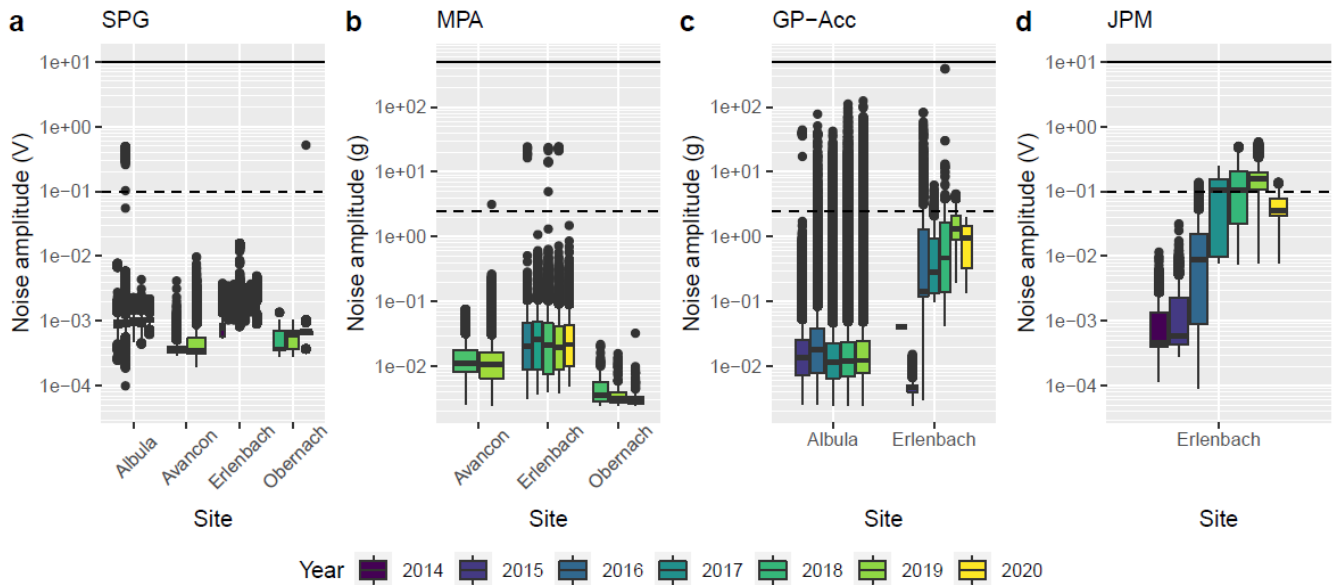 a SPG
Noise amplitude (V)
1e+01
1e+00
1e−01
1e−02
1e−03
1e−04
Albula
Avancon
Erlenbach
Obernach
Site
b MPA
Noise amplitude (g)
1e+02
1e+01
1e+00
1e−01
1e−02
Avancon
Erlenbach
Obernach
Site
c GP−Acc
Noise amplitude (g)
1e+02
1e+01
1e+00
1e−01
1e−02
Albula
Erlenbach
Site
d JPM
Noise amplitude (V)
1e+01
1e+00
1e−01
1e−02
1e−03
1e−04
Erlenbach
Site
Year 2014 2015 2016 2017 2018 2019 2020